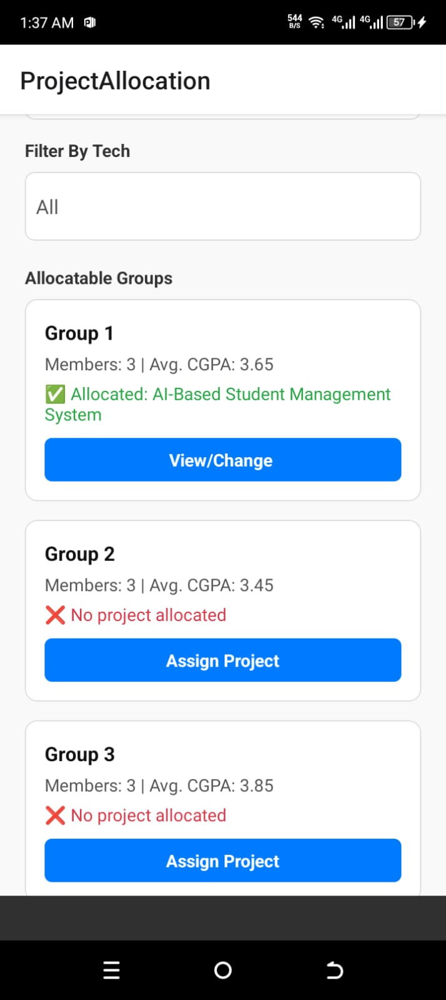 1:37 AM 544 B/S 4G 4G 57
ProjectAllocation
Filter By Tech
All
Allocatable Groups
Group 1
Members: 3 | Avg. CGPA: 3.65
✅ Allocated: AI-Based Student Management
System
View/Change
Group 2
Members: 3 | Avg. CGPA: 3.45
❌ No project allocated
Assign Project
Group 3
Members: 3 | Avg. CGPA: 3.85
❌ No project allocated
Assign Project